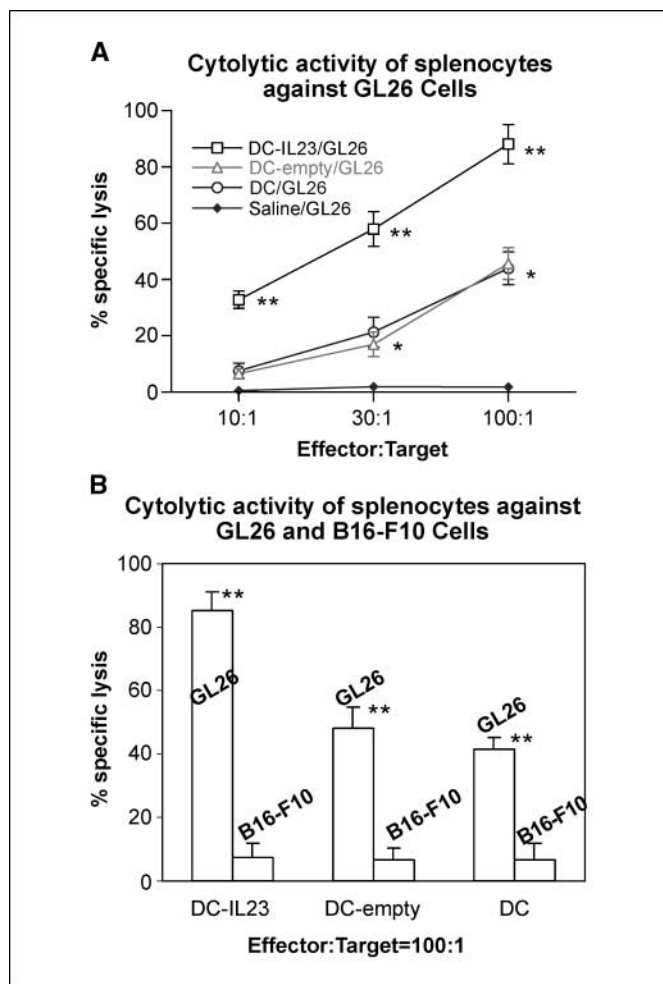 A
Cytolytic activity of splenocytes
against GL26 Cells
100
80
60
40
20
0
% specific lysis
DC-IL23/GL26
DC-empty/GL26
DC/GL26
Saline/GL26
**
**
**
*
*
10:1 30:1 100:1
Effector:Target
B
Cytolytic activity of splenocytes against
GL26 and B16-F10 Cells
100
80
60
40
20
0
% specific lysis
**
GL26
B16-F10
GL26
**
B16-F10
GL26
**
B16-F10
DC-IL23 DC-empty DC
Effector:Target=100:1